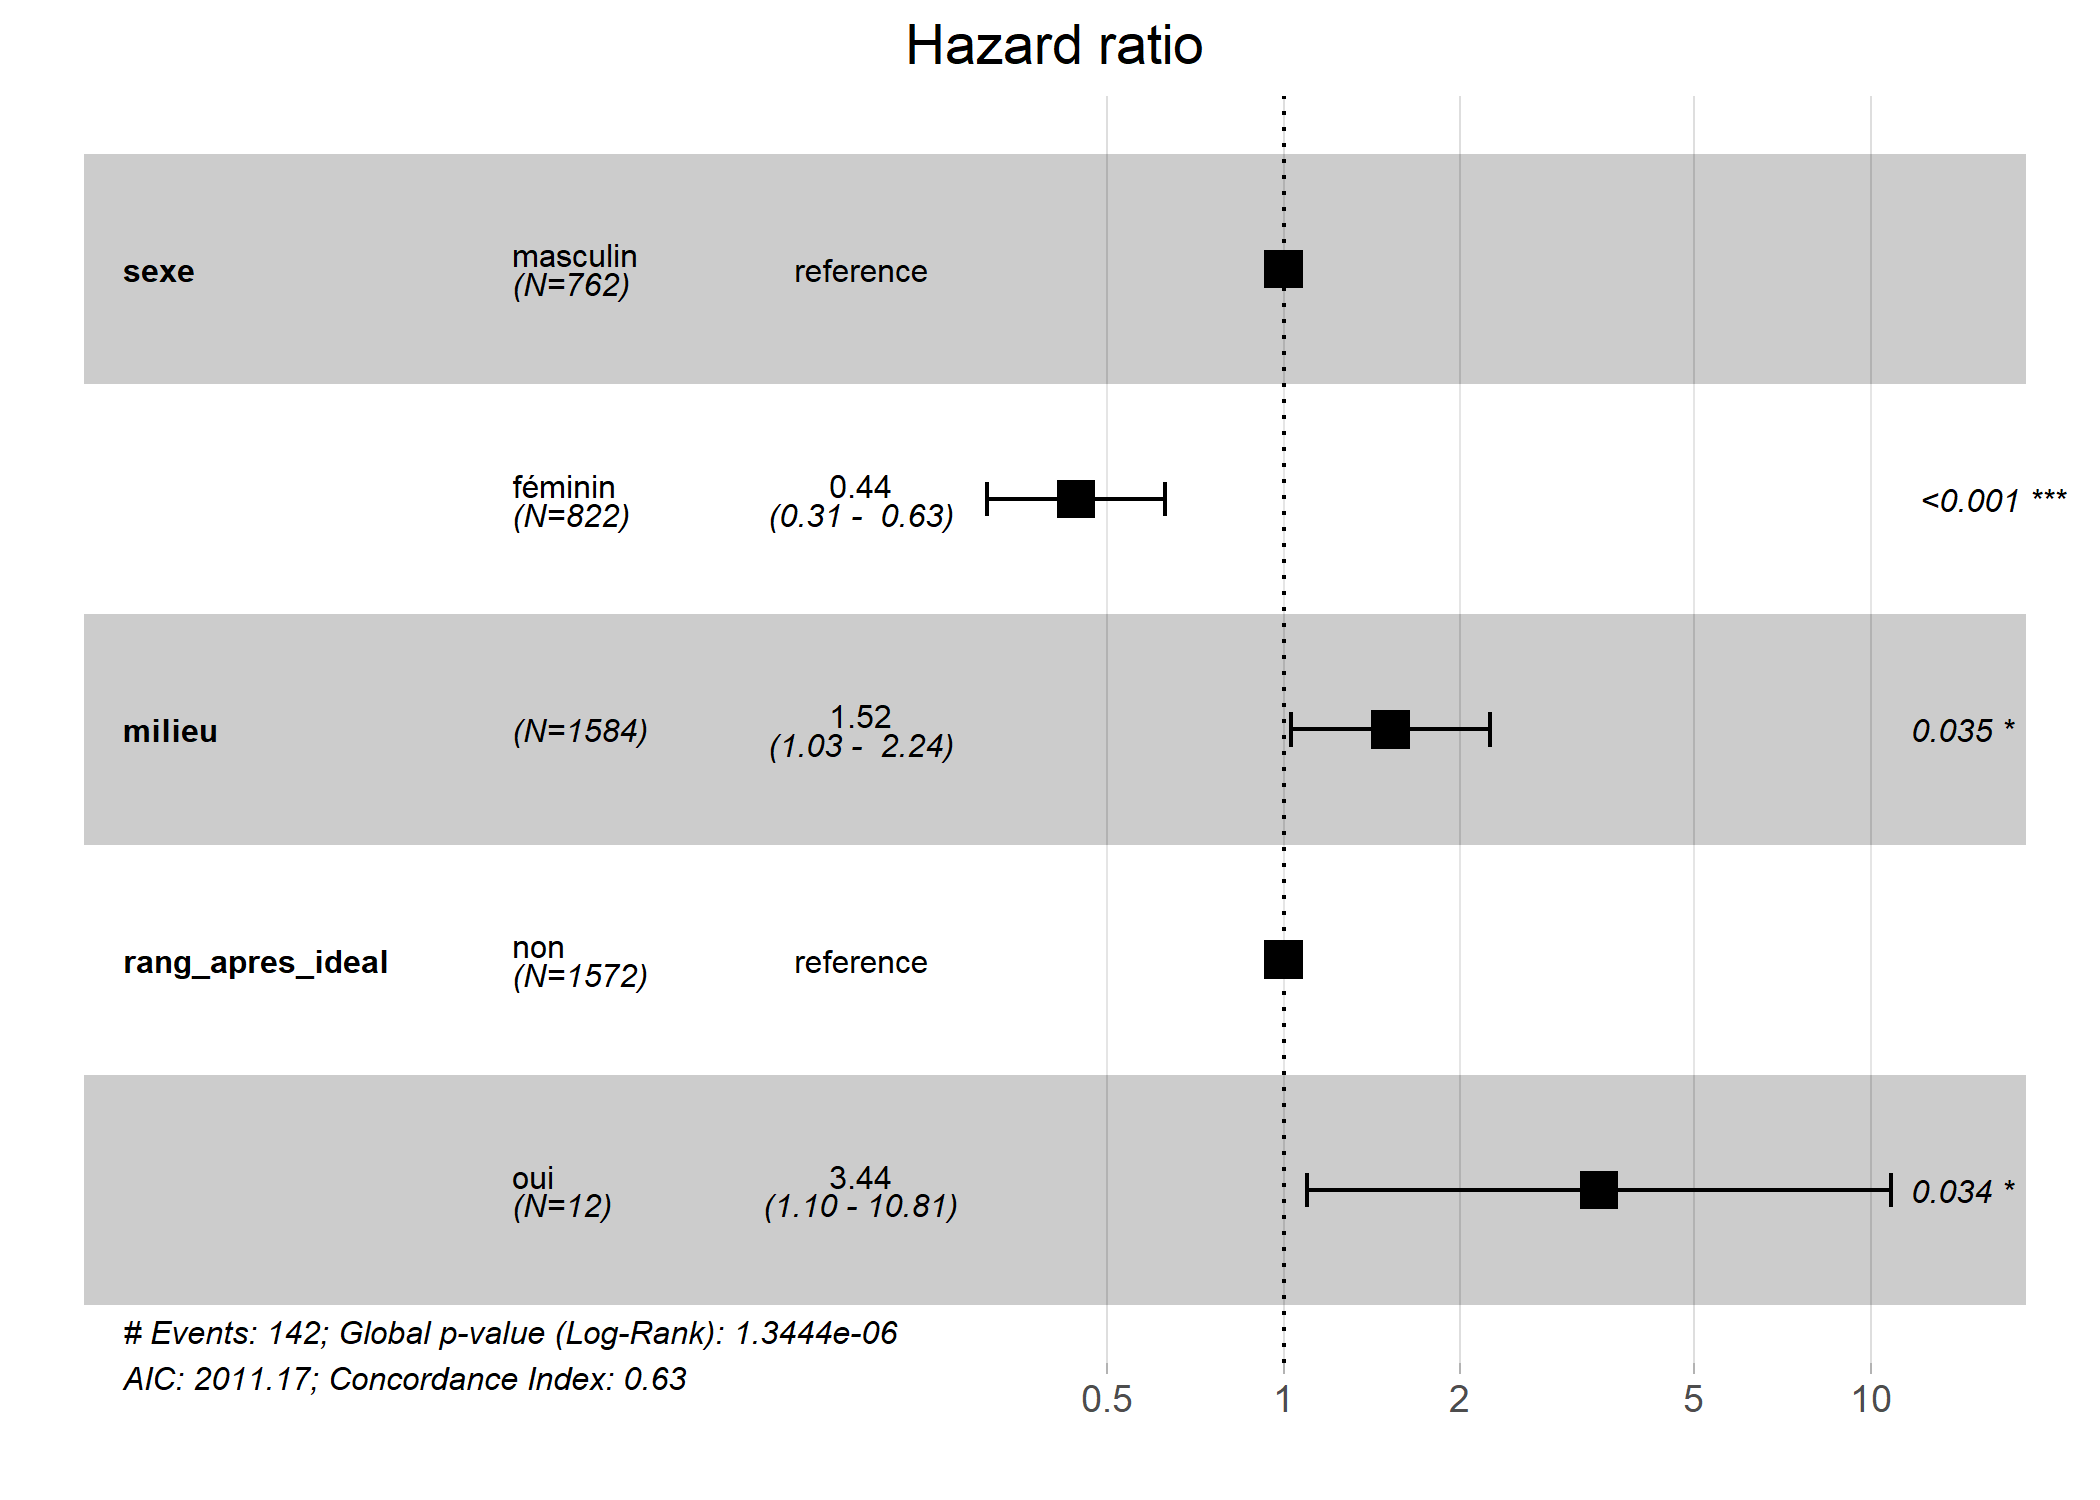 Hazard ratio
sexe
masculin
(N=762)
reference
féminin
(N=822)
0.44
(0.31 -  0.63)
<0.001 ***
milieu
(N=1584)
1.52
(1.03 -  2.24)
0.035 *
rang_apres_ideal
non
(N=1572)
reference
oui
(N=12)
3.44
(1.10 - 10.81)
0.034 *
# Events: 142; Global p-value (Log-Rank): 1.3444e-06
AIC: 2011.17; Concordance Index: 0.63
0.5 1 2 5 10